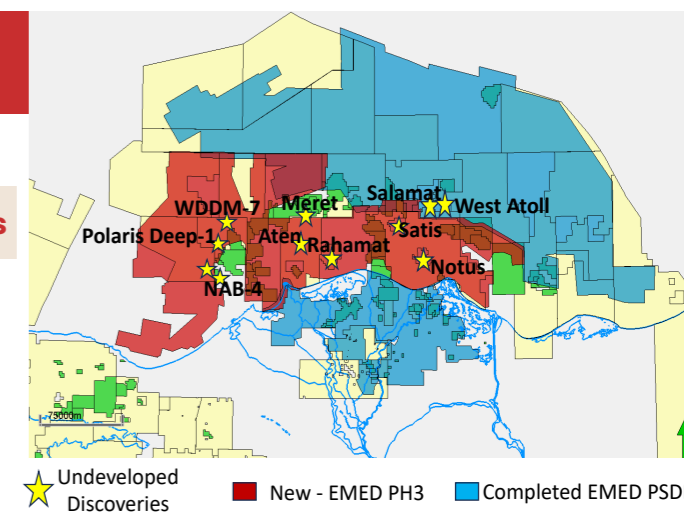 s
WDDM-7
Meret
Salamat
West Atoll
Polaris Deep-1
Aten
Rahamat
Satis
NAB-4
Notus
75000m
Undeveloped
Discoveries
New - EMED PH3
Completed EMED PSD